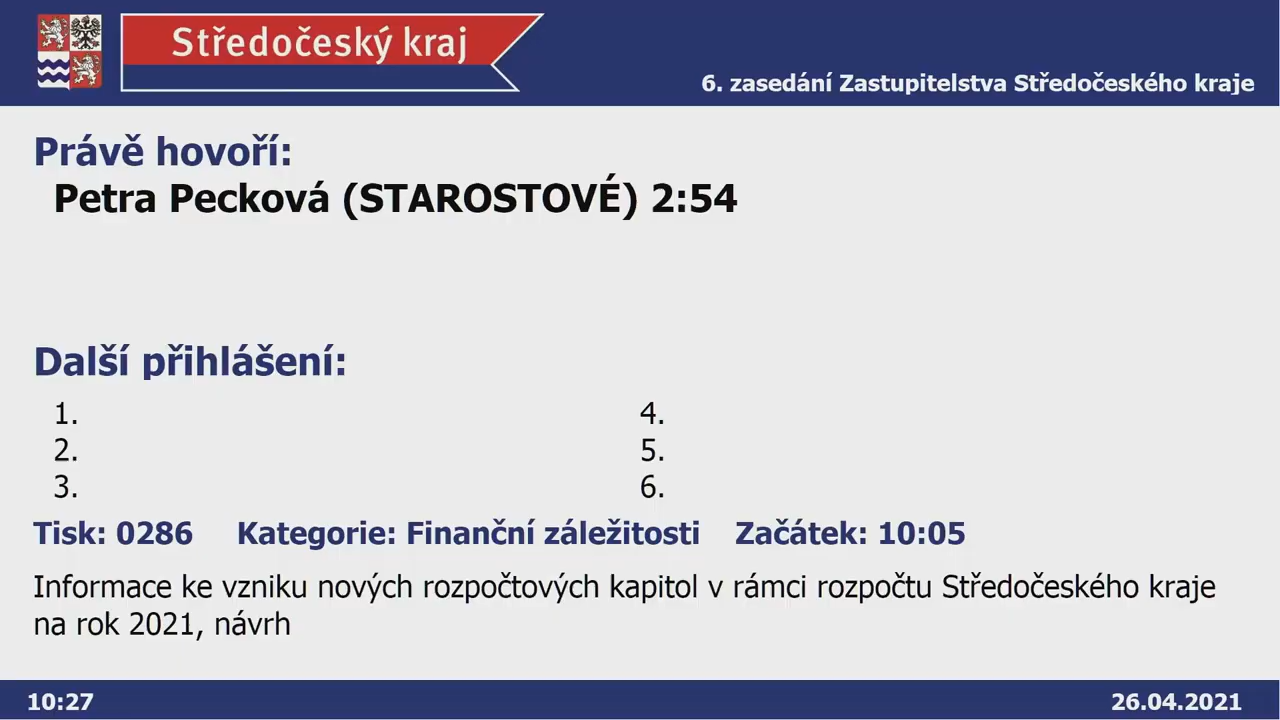 Středočeský kraj
6. zasedání Zastupitelstva Středočeského kraje
Právě hovoří:
Petra Pecková (STAROSTOVÉ) 2:54
Další přihlášení:
1.
2.
3.
4.
5.
6.
Tisk: 0286 Kategorie: Finanční záležitosti Začátek: 10:05
Informace ke vzniku nových rozpočtových kapitol v rámci rozpočtu Středočeského kraje
na rok 2021, návrh
10:27
26.04.2021